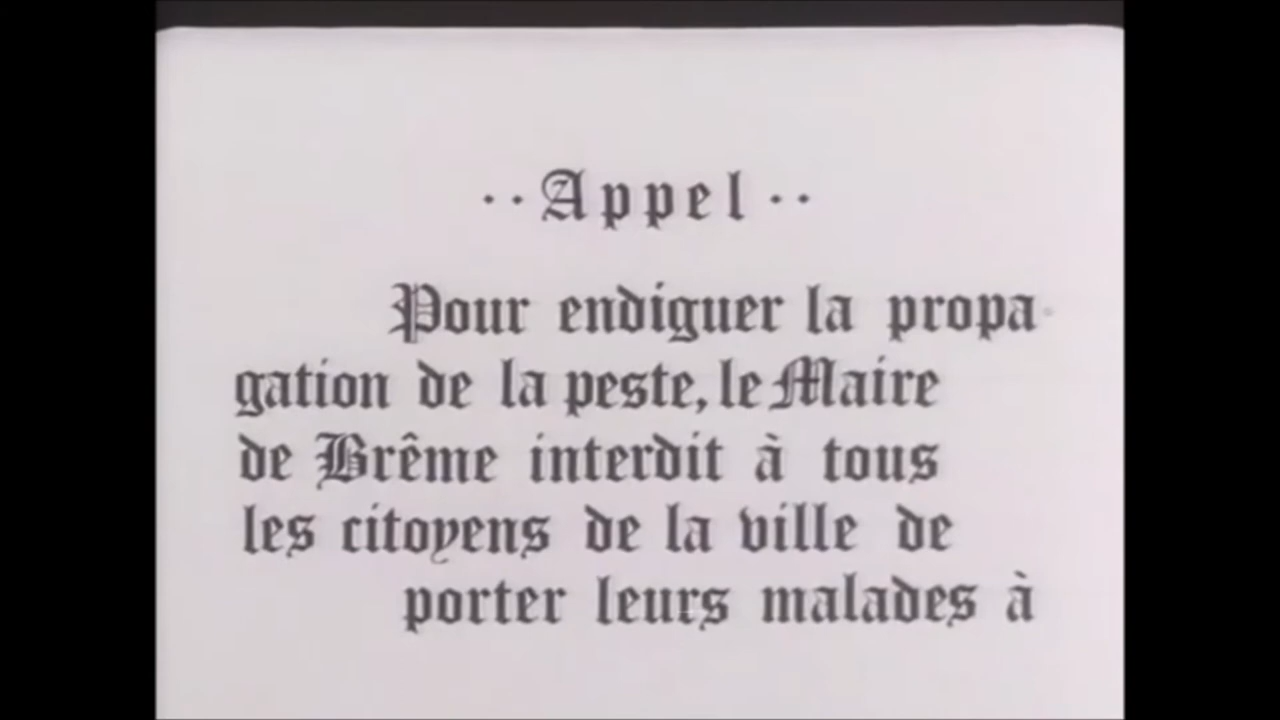 ··Appel··
Pour endiguer la propa-
gation de la peste, le Maire
de Brême interdit à tous
les citoyens de la ville de
porter leurs malades à